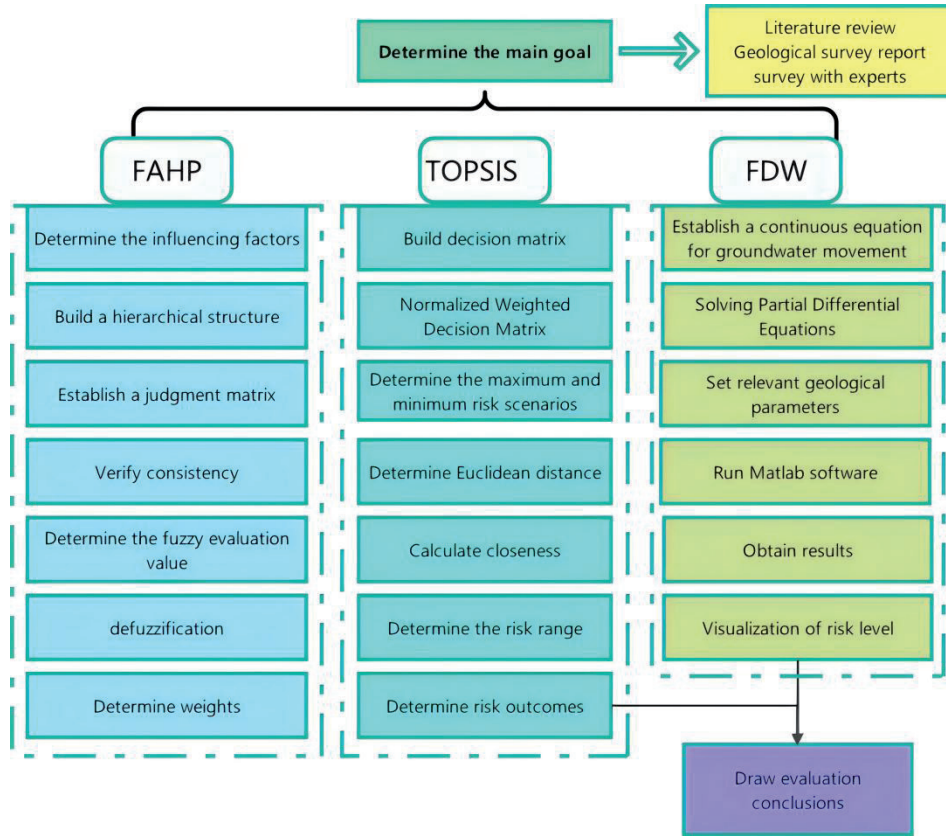 Determine the main goal
Literature review
Geological survey report
survey with experts
FAHP
TOPSIS
FDW
Determine the influencing factors
Build a hierarchical structure
Establish a judgment matrix
Verify consistency
Determine the fuzzy evaluation
value
defuzzification
Determine weights
Build decision matrix
Normalized Weighted
Decision Matrix
Determine the maximum and
minimum risk scenarios
Determine Euclidean distance
Calculate closeness
Determine the risk range
Determine risk outcomes
Establish a continuous equation
for groundwater movement
Solving Partial Differential
Equations
Set relevant geological
parameters
Run Matlab software
Obtain results
Visualization of risk level
Draw evaluation
conclusions